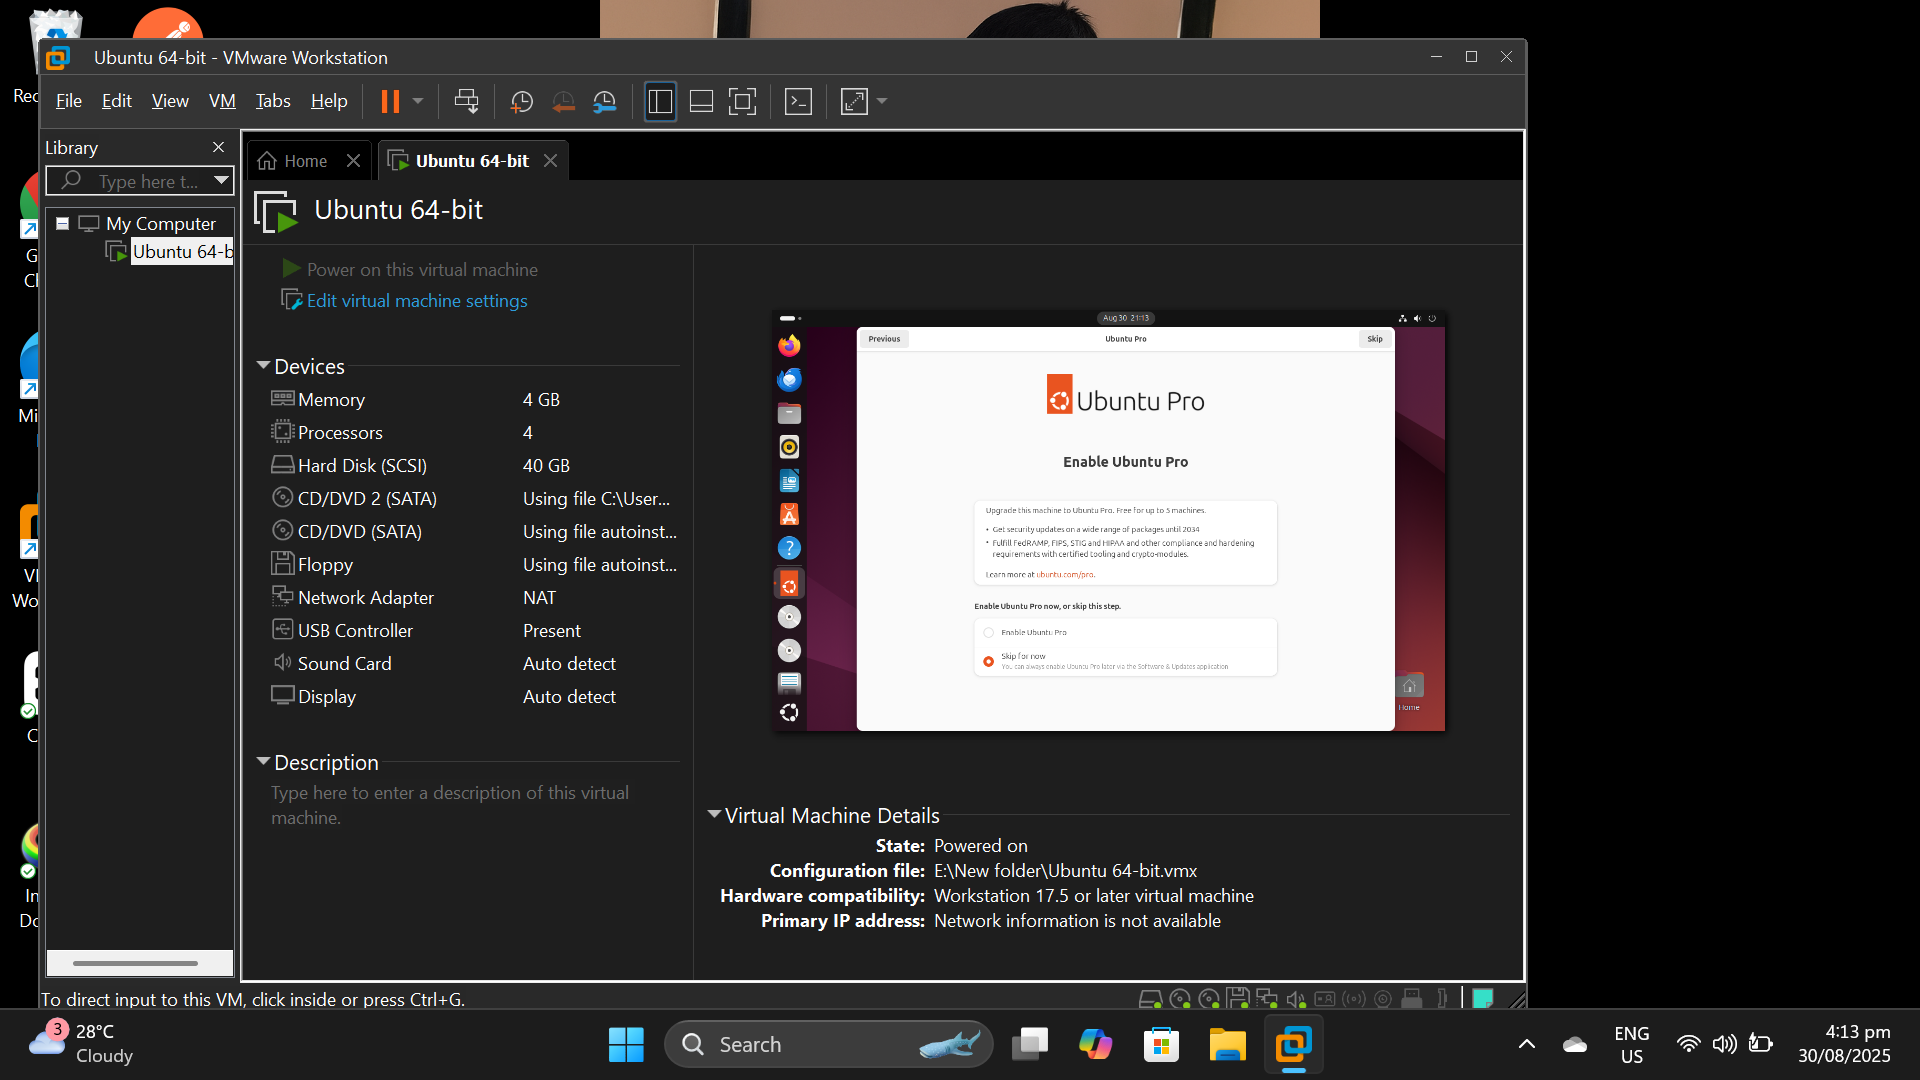 Ubuntu 64-bit - VMware Workstation
File Edit View VM Tabs Help
Library
Type here t...
My Computer
Ubuntu 64-b
Home
Ubuntu 64-bit
Ubuntu 64-bit
Power on this virtual machine
Edit virtual machine settings
Devices
Memory 4 GB
Processors 4
Hard Disk (SCSI) 40 GB
CD/DVD 2 (SATA) Using file C:\User...
CD/DVD (SATA) Using file autoinst...
Floppy Using file autoinst...
Network Adapter NAT
USB Controller Present
Sound Card Auto detect
Display Auto detect
Description
Type here to enter a description of this virtual
machine.
Aug 30 21:13
Previous Ubuntu Pro Skip
Ubuntu Pro
Enable Ubuntu Pro
Upgrade this machine to Ubuntu Pro. Free for up to 5 machines.
• Get security updates on a wide range of packages until 2034
• Fulfill FedRAMP, FIPS, STIG and HIPAA and other compliance and hardening
requirements with certified tooling and crypto-modules.
Learn more at ubuntu.com/pro.
Enable Ubuntu Pro now, or skip this step.
Enable Ubuntu Pro
Skip for now
You can always enable Ubuntu Pro later via the Software & Updates application.
Home
Virtual Machine Details
State: Powered on
Configuration file: E:\New folder\Ubuntu 64-bit.vmx
Hardware compatibility: Workstation 17.5 or later virtual machine
Primary IP address: Network information is not available
To direct input to this VM, click inside or press Ctrl+G.
Rec
G
Cl
Mi
VI
Wo
C
In
Do
3
28°C
Cloudy
Search
ENG
US
4:13 pm
30/08/2025